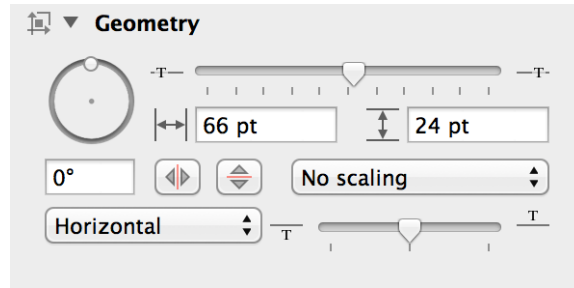 Geometry
-T— —T-
66 pt 24 pt
0° No scaling
Horizontal T T